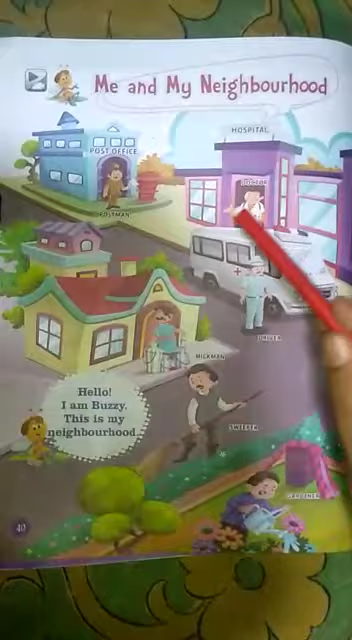 Me and My Neighbourhood
HOSPITAL
POST OFFICE
DOCTOR
POSTMAN
DRIVER
MILKMAN
Hello!
I am Buzzy.
This is my
neighbourhood.
SWEEPER
GARDENER
40